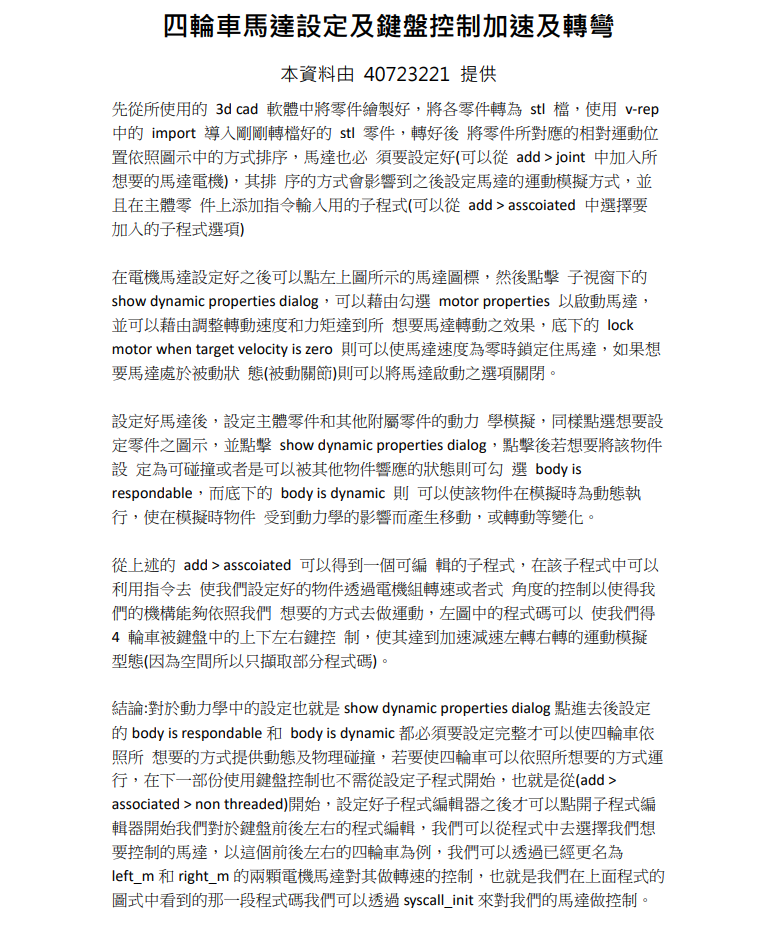 四輪車馬達設定及鍵盤控制加速及轉彎
本資料由 40723221 提供
先從所使用的 3d cad 軟體中將零件繪製好，將各零件轉為 stl 檔，使用 v-rep
中的 import 導入剛剛轉檔好的 stl 零件，轉好後 將零件所對應的相對運動位
置依照圖示中的方式排序，馬達也必 須要設定好(可以從 add > joint 中加入所
想要的馬達電機)，其排 序的方式會影響到之後設定馬達的運動模擬方式，並
且在主體零 件上添加指令輸入用的子程式(可以從 add > asscoiated 中選擇要
加入的子程式選項)
在電機馬達設定好之後可以點左上圖所示的馬達圖標，然後點擊 子視窗下的
show dynamic properties dialog，可以藉由勾選 motor properties 以啟動馬達，
並可以藉由調整轉動速度和力矩達到所 想要馬達轉動之效果，底下的 lock
motor when target velocity is zero 則可以使馬達速度為零時鎖定住馬達，如果想
要馬達處於被動狀 態(被動關節)則可以將馬達啟動之選項關閉。
設定好馬達後，設定主體零件和其他附屬零件的動力 學模擬，同樣點選想要設
定零件之圖示，並點擊 show dynamic properties dialog，點擊後若想要將該物件
設 定為可碰撞或者是可以被其他物件響應的狀態則可勾 選 body is
respondable，而底下的 body is dynamic 則 可以使該物件在模擬時為動態執
行，使在模擬時物件 受到動力學的影響而產生移動，或轉動等變化。
從上述的 add > asscoiated 可以得到一個可編 輯的子程式，在該子程式中可以
利用指令去 使我們設定好的物件透過電機組轉速或者式 角度的控制以使得我
們的機構能夠依照我們 想要的方式去做運動，左圖中的程式碼可以 使我們得
4 輪車被鍵盤中的上下左右鍵控 制，使其達到加速減速左轉右轉的運動模擬
型態(因為空間所以只擷取部分程式碼)。
結論:對於動力學中的設定也就是 show dynamic properties dialog 點進去後設定
的 body is respondable 和 body is dynamic 都必須要設定完整才可以使四輪車依
照所 想要的方式提供動態及物理碰撞，若要使四輪車可以依照所想要的方式運
行，在下一部份使用鍵盤控制也不需從設定子程式開始，也就是從(add >
associated > non threaded)開始，設定好子程式編輯器之後才可以點開子程式編
輯器開始我們對於鍵盤前後左右的程式編輯，我們可以從程式中去選擇我們想
要控制的馬達，以這個前後左右的四輪車為例，我們可以透過已經更名為
left_m 和 right_m 的兩顆電機馬達對其做轉速的控制，也就是我們在上面程式的
圖式中看到的那一段程式碼我們可以透過 syscall_init 來對我們的馬達做控制。